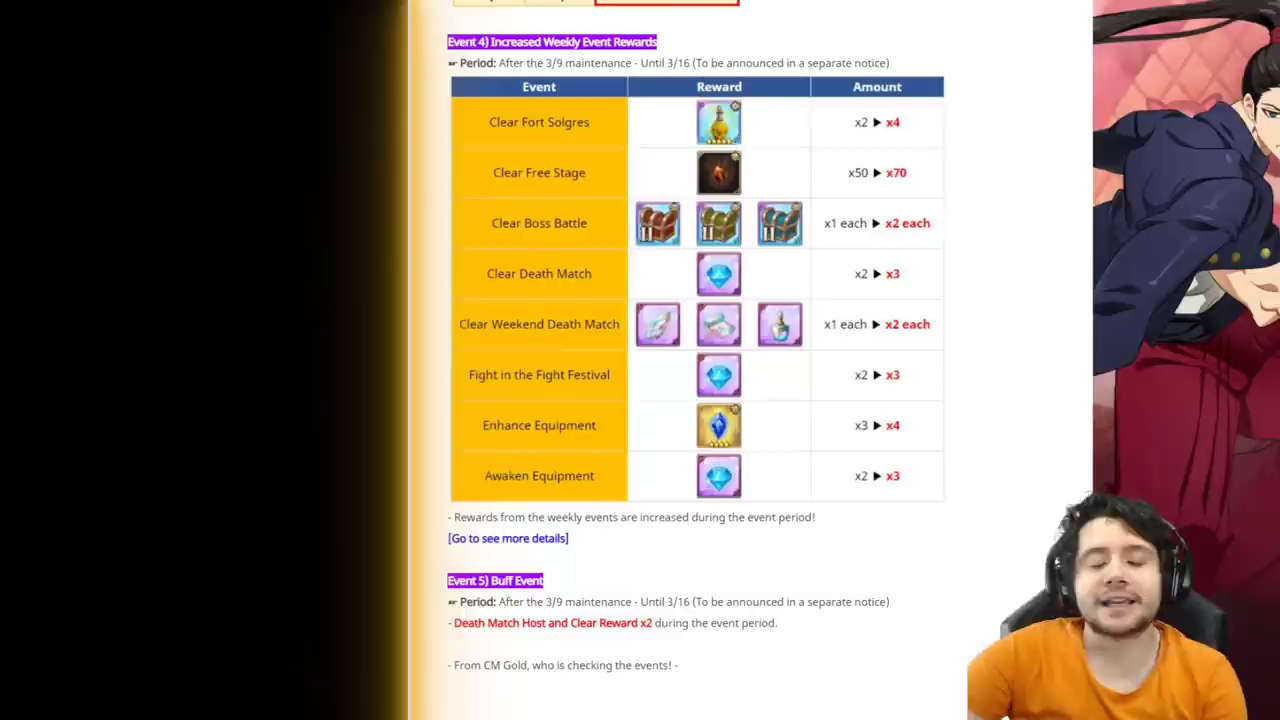 Event 4) Increased Weekly Event Rewards
☛ Period: After the 3/9 maintenance - Until 3/16 (To be announced in a separate notice)
Event Reward Amount
Clear Fort Solgres x2 ▶ x4
Clear Free Stage x50 ▶ x70
Clear Boss Battle II II II x1 each ▶ x2 each
Clear Death Match x2 ▶ x3
Clear Weekend Death Match x1 each ▶ x2 each
Fight in the Fight Festival x2 ▶ x3
Enhance Equipment x3 ▶ x4
Awaken Equipment x2 ▶ x3
- Rewards from the weekly events are increased during the event period!
[Go to see more details]
Event 5) Buff Event
☛ Period: After the 3/9 maintenance - Until 3/16 (To be announced in a separate notice)
- Death Match Host and Clear Reward x2 during the event period.
- From CM Gold, who is checking the events! -